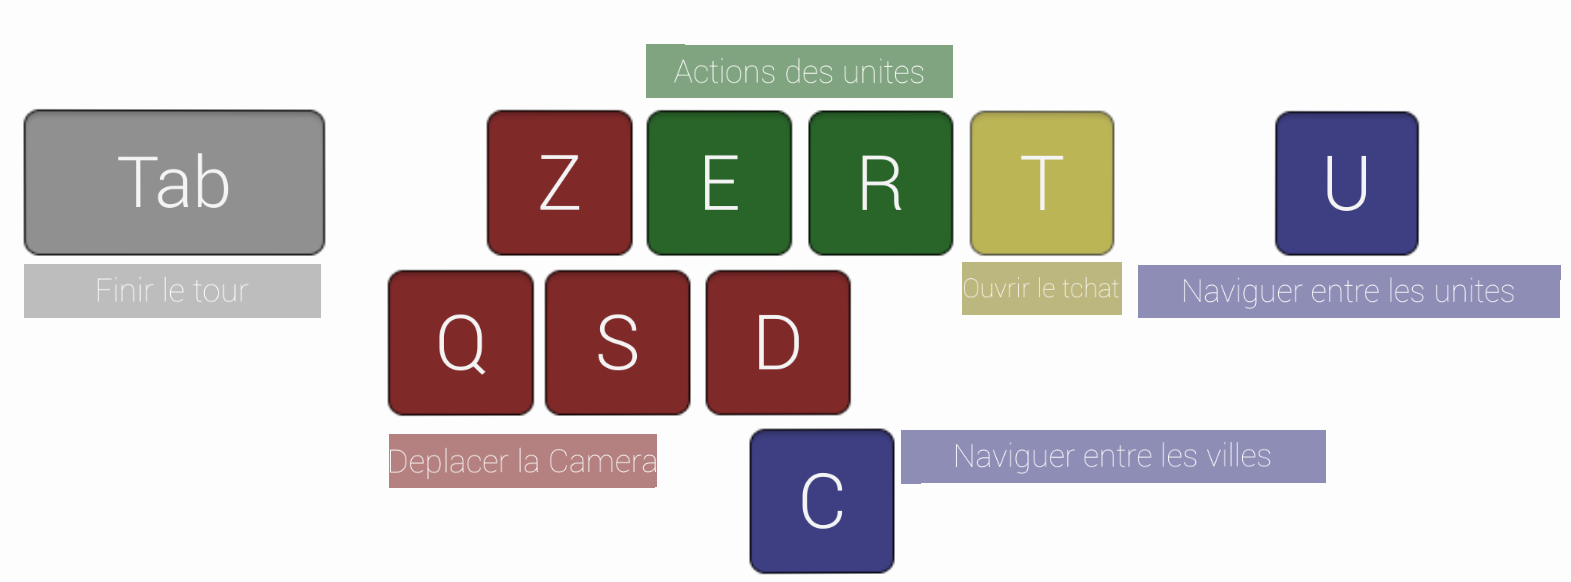 Actions des unites
Tab
Z
E
R
T
U
Finir le tour
Ouvrir le tchat
Naviguer entre les unites
Q
S
D
Deplacer la Camera
C
Naviguer entre les villes